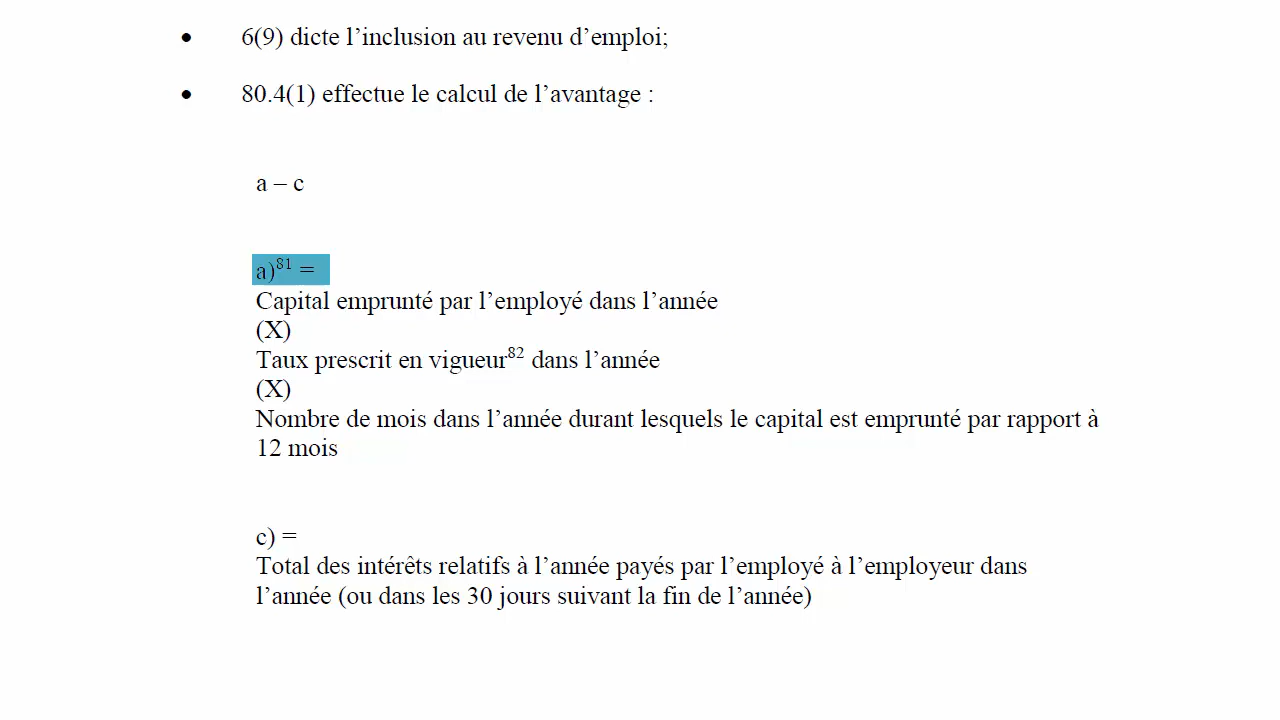 • 6(9) dicte l’inclusion au revenu d’emploi;
• 80.4(1) effectue le calcul de l’avantage :
a – c
a)81 =
Capital emprunté par l’employé dans l’année
(X)
Taux prescrit en vigueur82 dans l’année
(X)
Nombre de mois dans l’année durant lesquels le capital est emprunté par rapport à
12 mois
c) =
Total des intérêts relatifs à l’année payés par l’employé à l’employeur dans
l’année (ou dans les 30 jours suivant la fin de l’année)